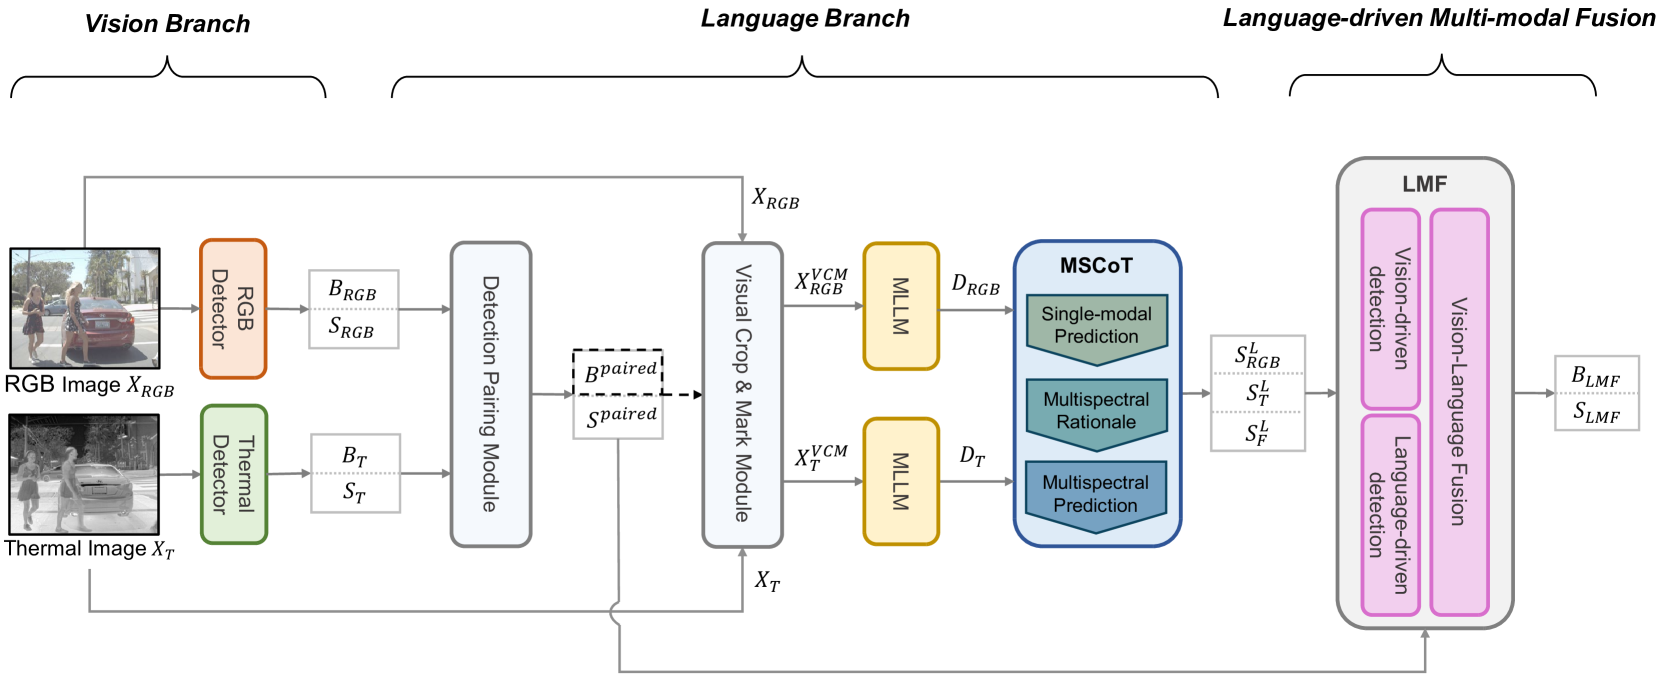 Vision Branch
Language Branch
Language-driven Multi-modal Fusion
RGB Image X_{RGB}
Thermal Image X_T
RGB
Detector
Thermal
Detector
B_{RGB}
S_{RGB}
B_T
S_T
Detection Pairing Module
B^{paired}
S^{paired}
X_{RGB}
Visual Crop & Mark Module
X_T
X_{RGB}^{VCM}
X_T^{VCM}
MLLM
MLLM
D_{RGB}
D_T
MSCoT
Single-modal
Prediction
Multispectral
Rationale
Multispectral
Prediction
S_{RGB}^L
S_T^L
S_F^L
LMF
Vision-driven
detection
Language-driven
detection
Vision-Language Fusion
B_{LMF}
S_{LMF}